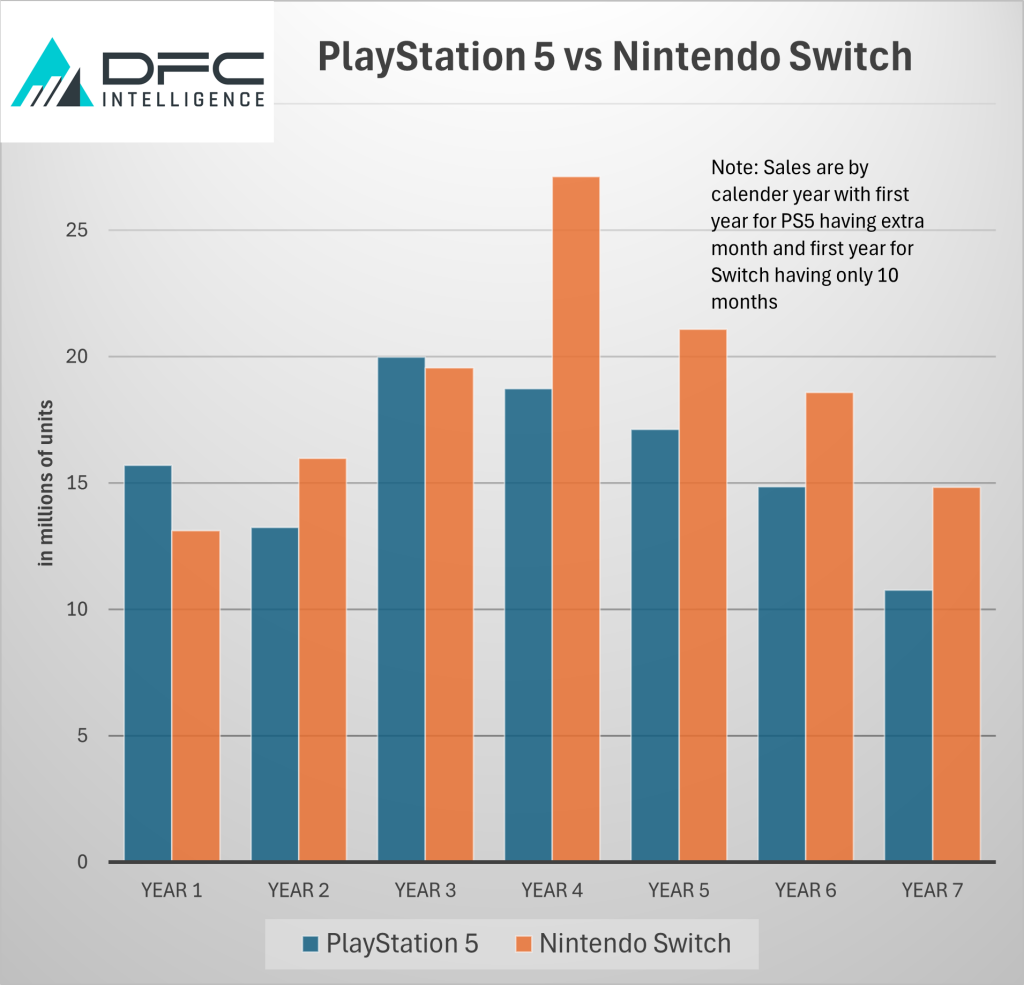 DFC
INTELLIGENCE
PlayStation 5 vs Nintendo Switch
Note: Sales are by
calender year with first
year for PS5 having extra
month and first year for
Switch having only 10
months
in millions of units
25
20
15
10
5
0
YEAR 1
YEAR 2
YEAR 3
YEAR 4
YEAR 5
YEAR 6
YEAR 7
PlayStation 5
Nintendo Switch